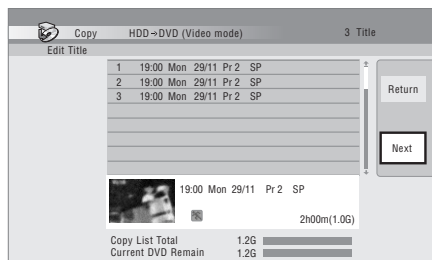 Copy HDD→DVD (Video mode) 3 Title
Edit Title
1 19:00 Mon 29/11 Pr 2 SP
2 19:00 Mon 29/11 Pr 2 SP
3 19:00 Mon 29/11 Pr 2 SP
Return
Next
19:00 Mon 29/11 Pr 2 SP
2h00m(1.0G)
Copy List Total 1.2G
Current DVD Remain 1.2G